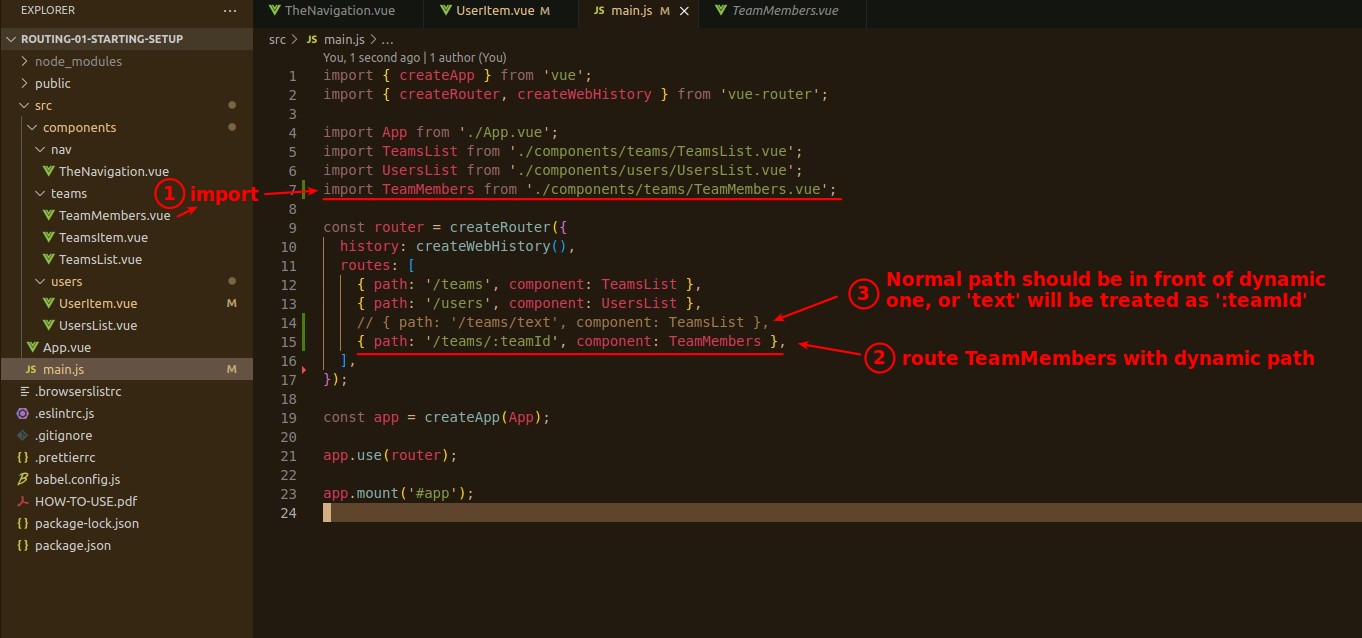 EXPLORER
...
ROUTING-01-STARTING-SETUP
node_modules
public
src
components
nav
TheNavigation.vue
teams
TeamMembers.vue
TeamsItem.vue
TeamsList.vue
users
UserItem.vue M
UsersList.vue
App.vue
JS main.js M
.browserslistrc
.eslintrc.js
.gitignore
{} .prettierrc
babel.config.js
HOW-TO-USE.pdf
{} package-lock.json
{} package.json
TheNavigation.vue
UserItem.vue M
JS main.js M ×
TeamMembers.vue
src > JS main.js > ...
You, 1 second ago | 1 author (You)
1 import { createApp } from 'vue';
2 import { createRouter, createWebHistory } from 'vue-router';
3
4 import App from './App.vue';
5 import TeamsList from './components/teams/TeamsList.vue';
6 import UsersList from './components/users/UsersList.vue';
7 import TeamMembers from './components/teams/TeamMembers.vue';
8
9 const router = createRouter({
10 history: createWebHistory(),
11 routes: [
12 { path: '/teams', component: TeamsList },
13 { path: '/users', component: UsersList },
14 // { path: '/teams/text', component: TeamsList },
15 { path: '/teams/:teamId', component: TeamMembers },
16 ],
17 });
18
19 const app = createApp(App);
20
21 app.use(router);
22
23 app.mount('#app');
24
1 import
3 Normal path should be in front of dynamic
one, or 'text' will be treated as ':teamId'
2 route TeamMembers with dynamic path